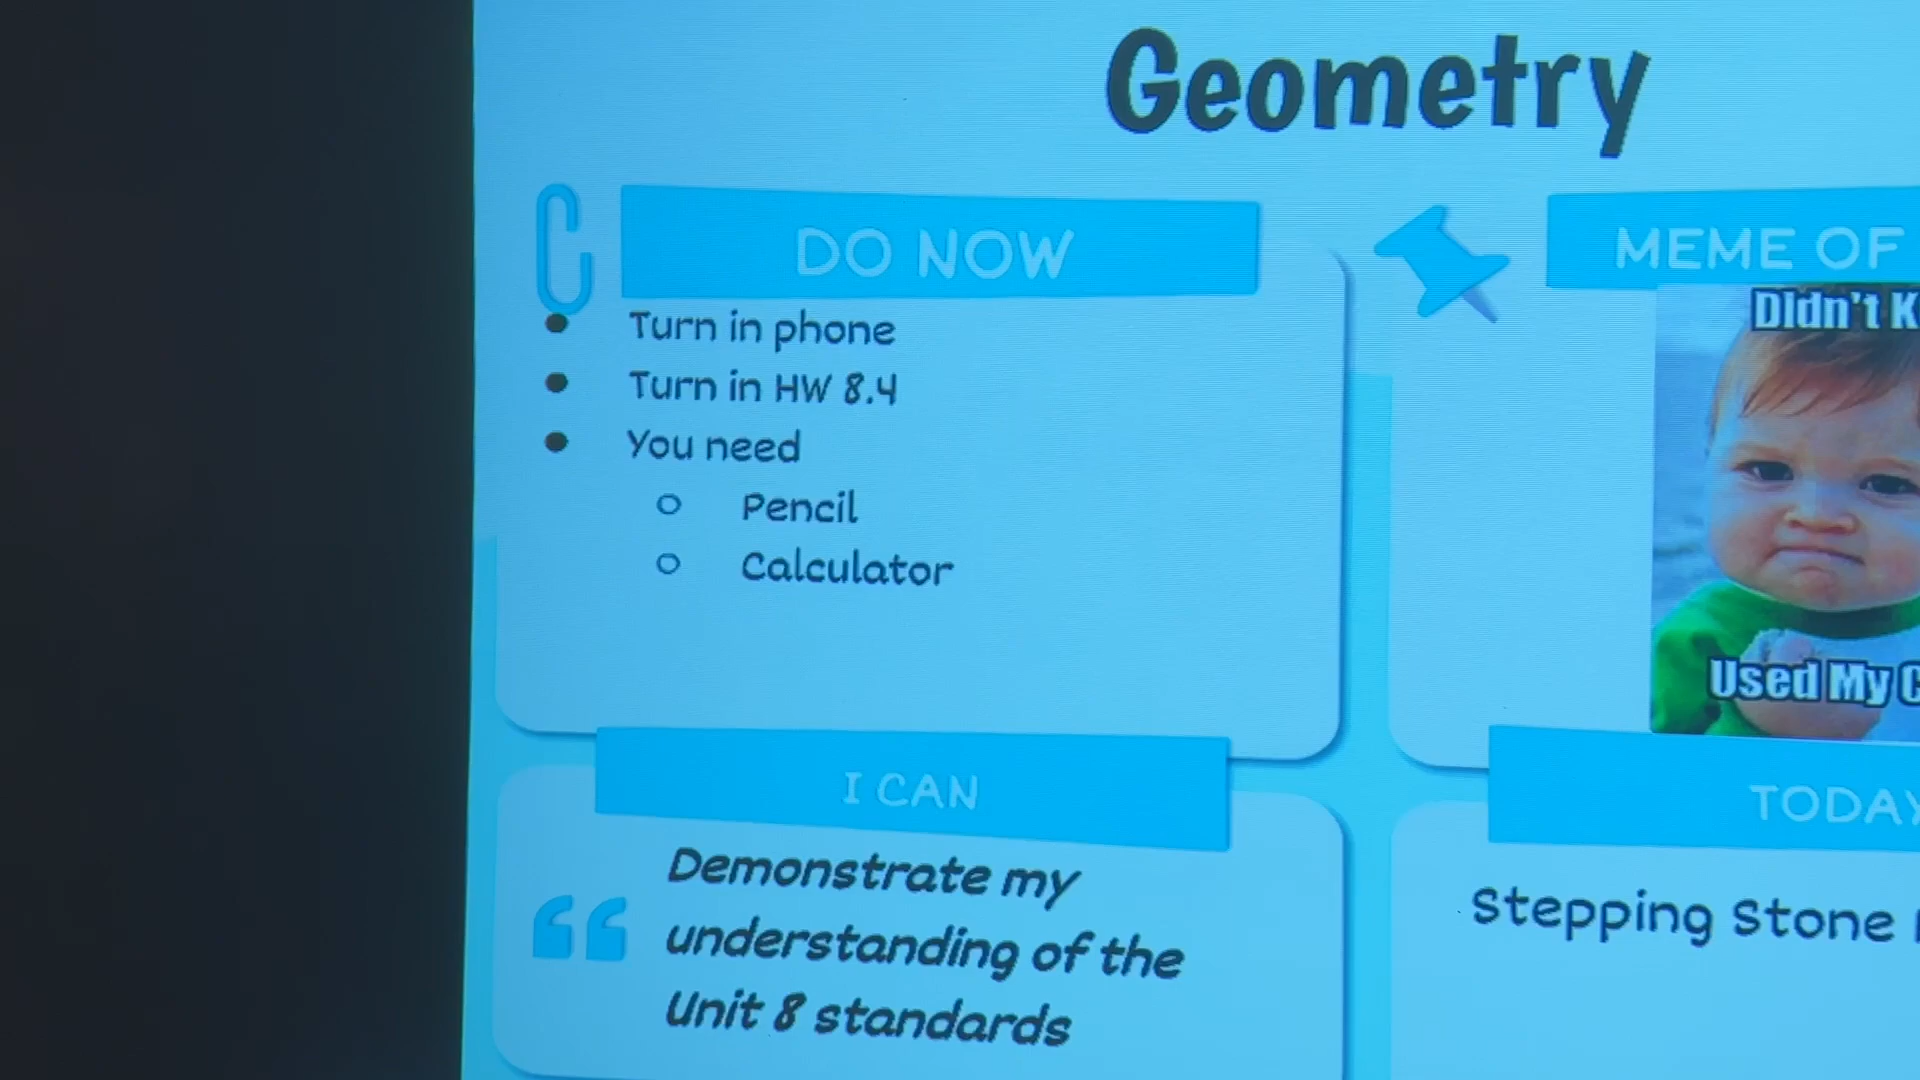 Geometry
DO NOW
Turn in phone
Turn in HW 8.4
You need
Pencil
Calculator
MEME OF
DIdn't K
Used My C
I CAN
Demonstrate my
understanding of the
Unit 8 standards
TODAY
Stepping Stone